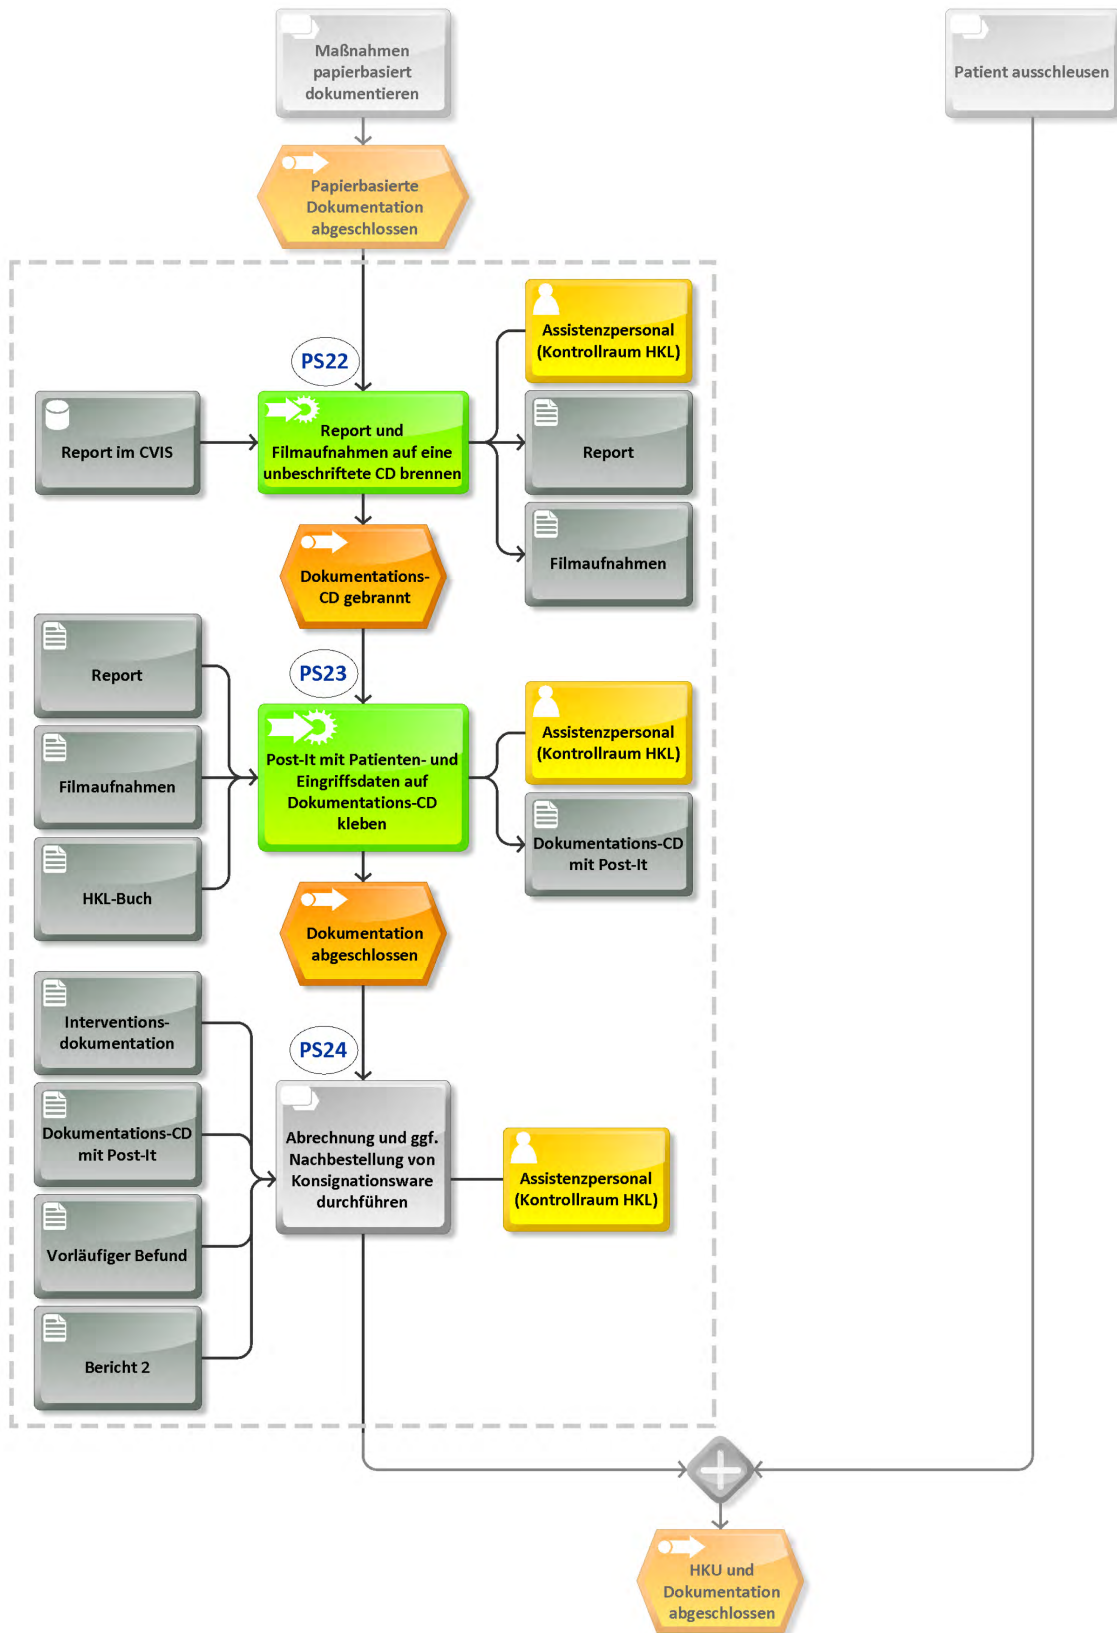 Maßnahmen
papierbasiert
dokumentieren
Patient ausschleusen
Papierbasierte
Dokumentation
abgeschlossen
Assistenzpersonal
(Kontrollraum HKL)
PS22
Report im CVIS
Report und
Filmaufnahmen auf eine
unbeschriftete CD brennen
Report
Filmaufnahmen
Dokumentations-
CD gebrannt
PS23
Report
Filmaufnahmen
HKL-Buch
Post-It mit Patienten- und
Eingriffsdaten auf
Dokumentations-CD
kleben
Assistenzpersonal
(Kontrollraum HKL)
Dokumentations-CD
mit Post-It
Dokumentation
abgeschlossen
PS24
Interventions-
dokumentation
Dokumentations-CD
mit Post-It
Vorläufiger Befund
Bericht 2
Abrechnung und ggf.
Nachbestellung von
Konsignationsware
durchführen
Assistenzpersonal
(Kontrollraum HKL)
HKU und
Dokumentation
abgeschlossen